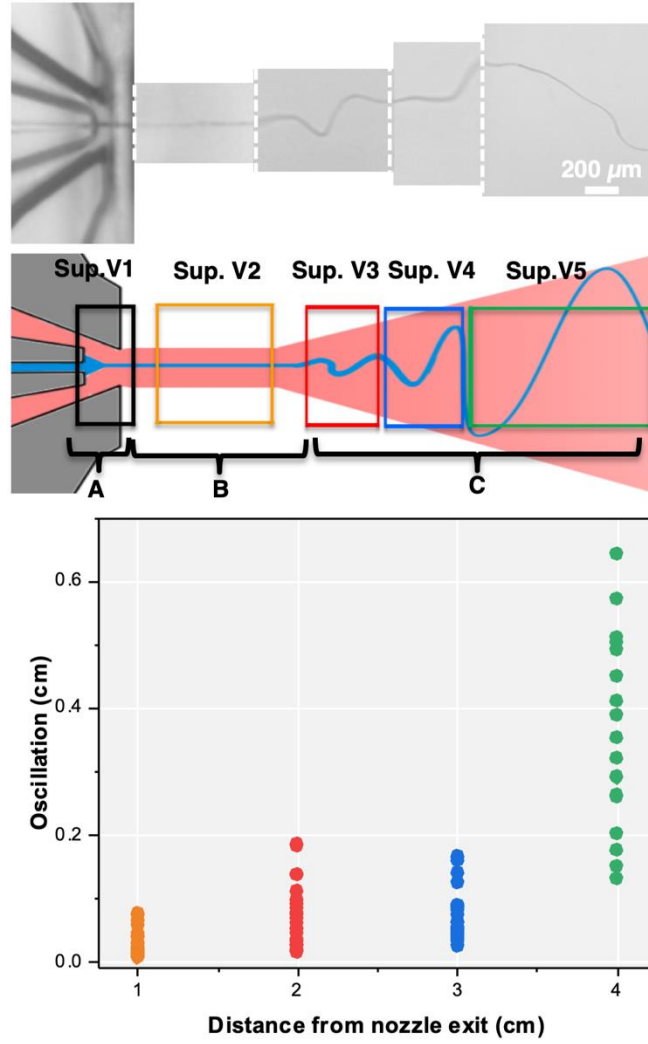 200 µm
Sup.V1
Sup. V2
Sup. V3
Sup. V4
Sup.V5
A
B
C
Oscillation (cm)
0.6
0.4
0.2
0.0
1
2
3
4
Distance from nozzle exit (cm)